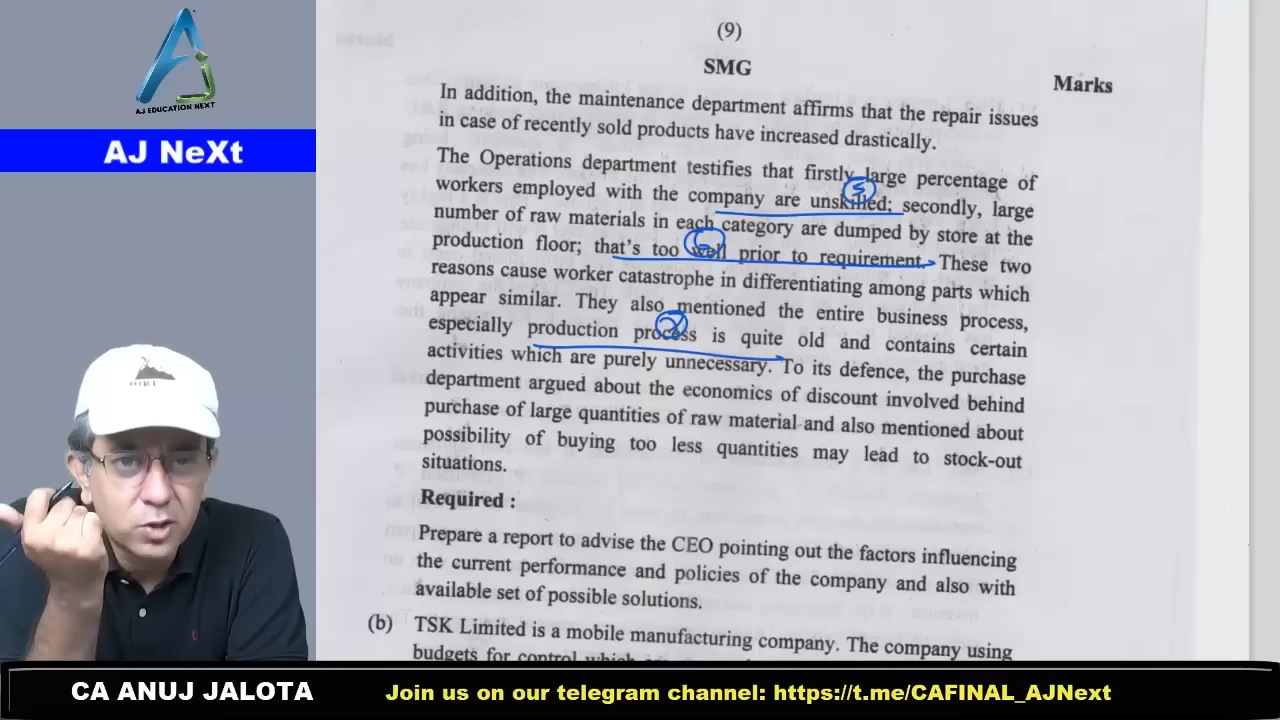 AJ EDUCATION NEXT
AJ NeXt
(9)
SMG
Marks
In addition, the maintenance department affirms that the repair issues
in case of recently sold products have increased drastically.
The Operations department testifies that firstly large percentage of
workers employed with the company are unskilled; secondly, large
number of raw materials in each category are dumped by store at the
production floor; that's too well prior to requirement. These two
reasons cause worker catastrophe in differentiating among parts which
appear similar. They also mentioned the entire business process,
especially production process is quite old and contains certain
activities which are purely unnecessary. To its defence, the purchase
department argued about the economics of discount involved behind
purchase of large quantities of raw material and also mentioned about
possibility of buying too less quantities may lead to stock-out
situations.
Required :
Prepare a report to advise the CEO pointing out the factors influencing
the current performance and policies of the company and also with
available set of possible solutions.
(b) TSK Limited is a mobile manufacturing company. The company using
budgets for control which
CA ANUJ JALOTA
Join us on our telegram channel: https://t.me/CAFINAL_AJNext